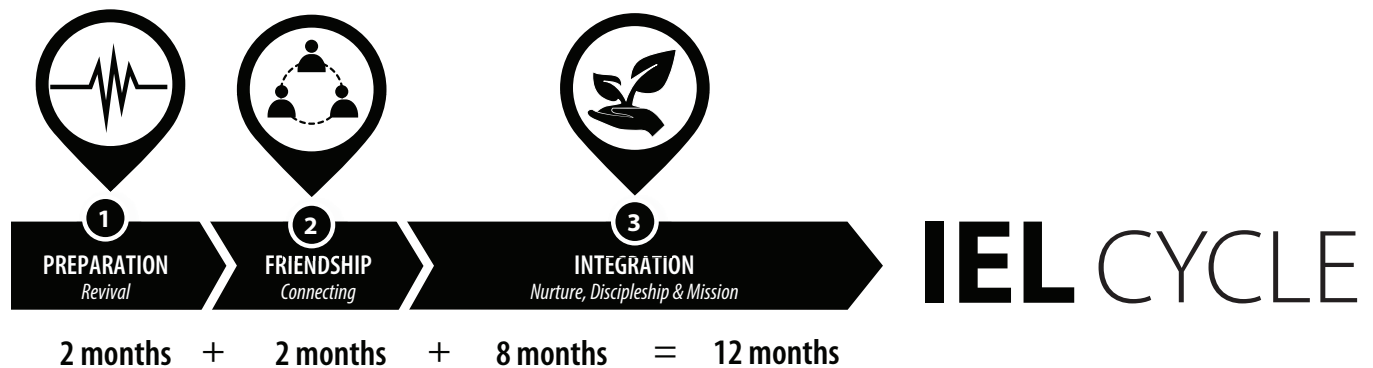 1
PREPARATION
Revival
2
FRIENDSHIP
Connecting
3
INTEGRATION
Nurture, Discipleship & Mission
IEL CYCLE
2 months + 2 months + 8 months = 12 months